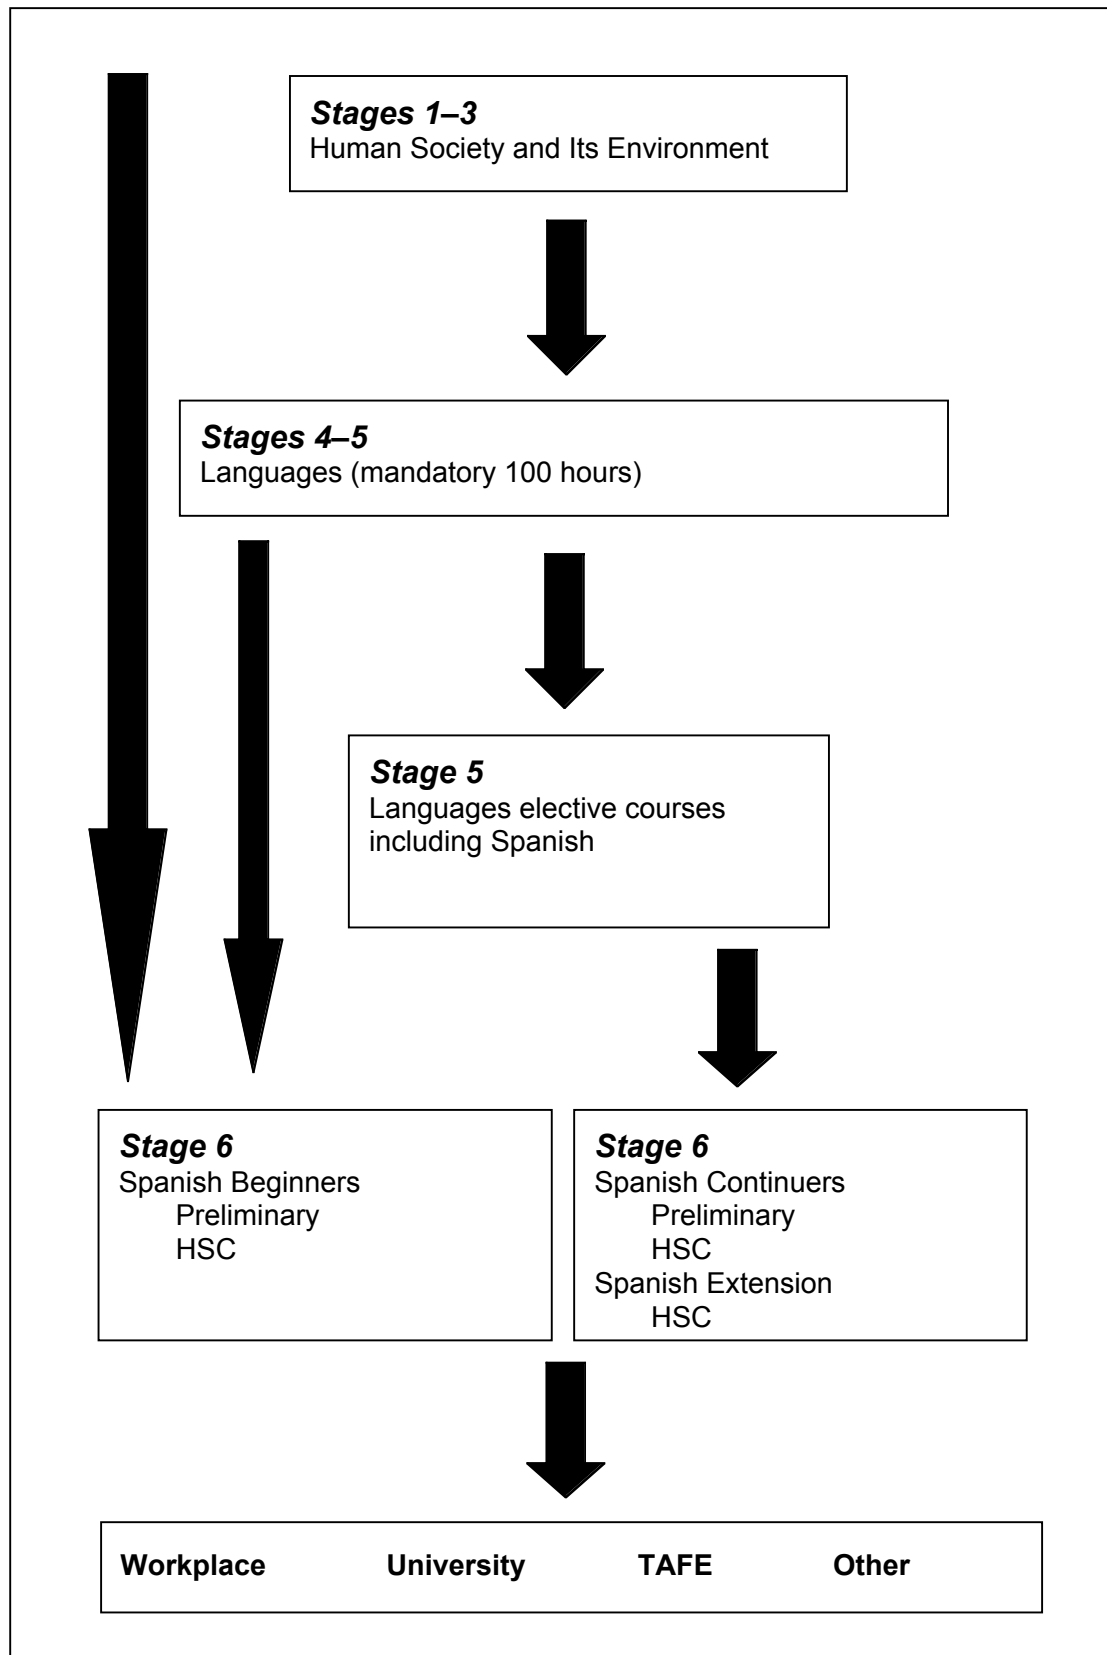 Stages 1–3
Human Society and Its Environment
Stages 4–5
Languages (mandatory 100 hours)
Stage 5
Languages elective courses
including Spanish
Stage 6
Spanish Beginners
Preliminary
HSC
Stage 6
Spanish Continuers
Preliminary
HSC
Spanish Extension
HSC
Workplace University TAFE Other